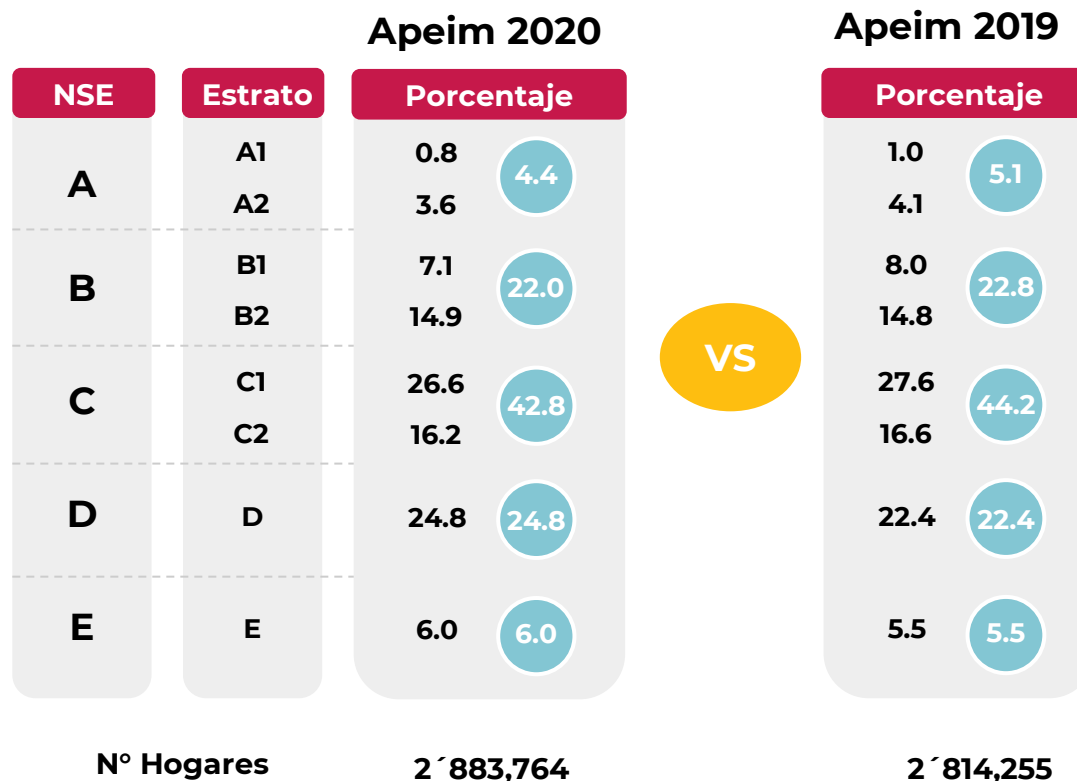 Apeim 2020 Apeim 2019
NSE Estrato Porcentaje Porcentaje
A1 0.8 1.0
A 4.4 5.1
A2 3.6 4.1
B1 7.1 8.0
B 22.0 22.8
B2 14.9 14.8
VS
C1 26.6 27.6
C 42.8 44.2
C2 16.2 16.6
D D 24.8 24.8 22.4 22.4
E E 6.0 6.0 5.5 5.5
N° Hogares 2´883,764 2´814,255